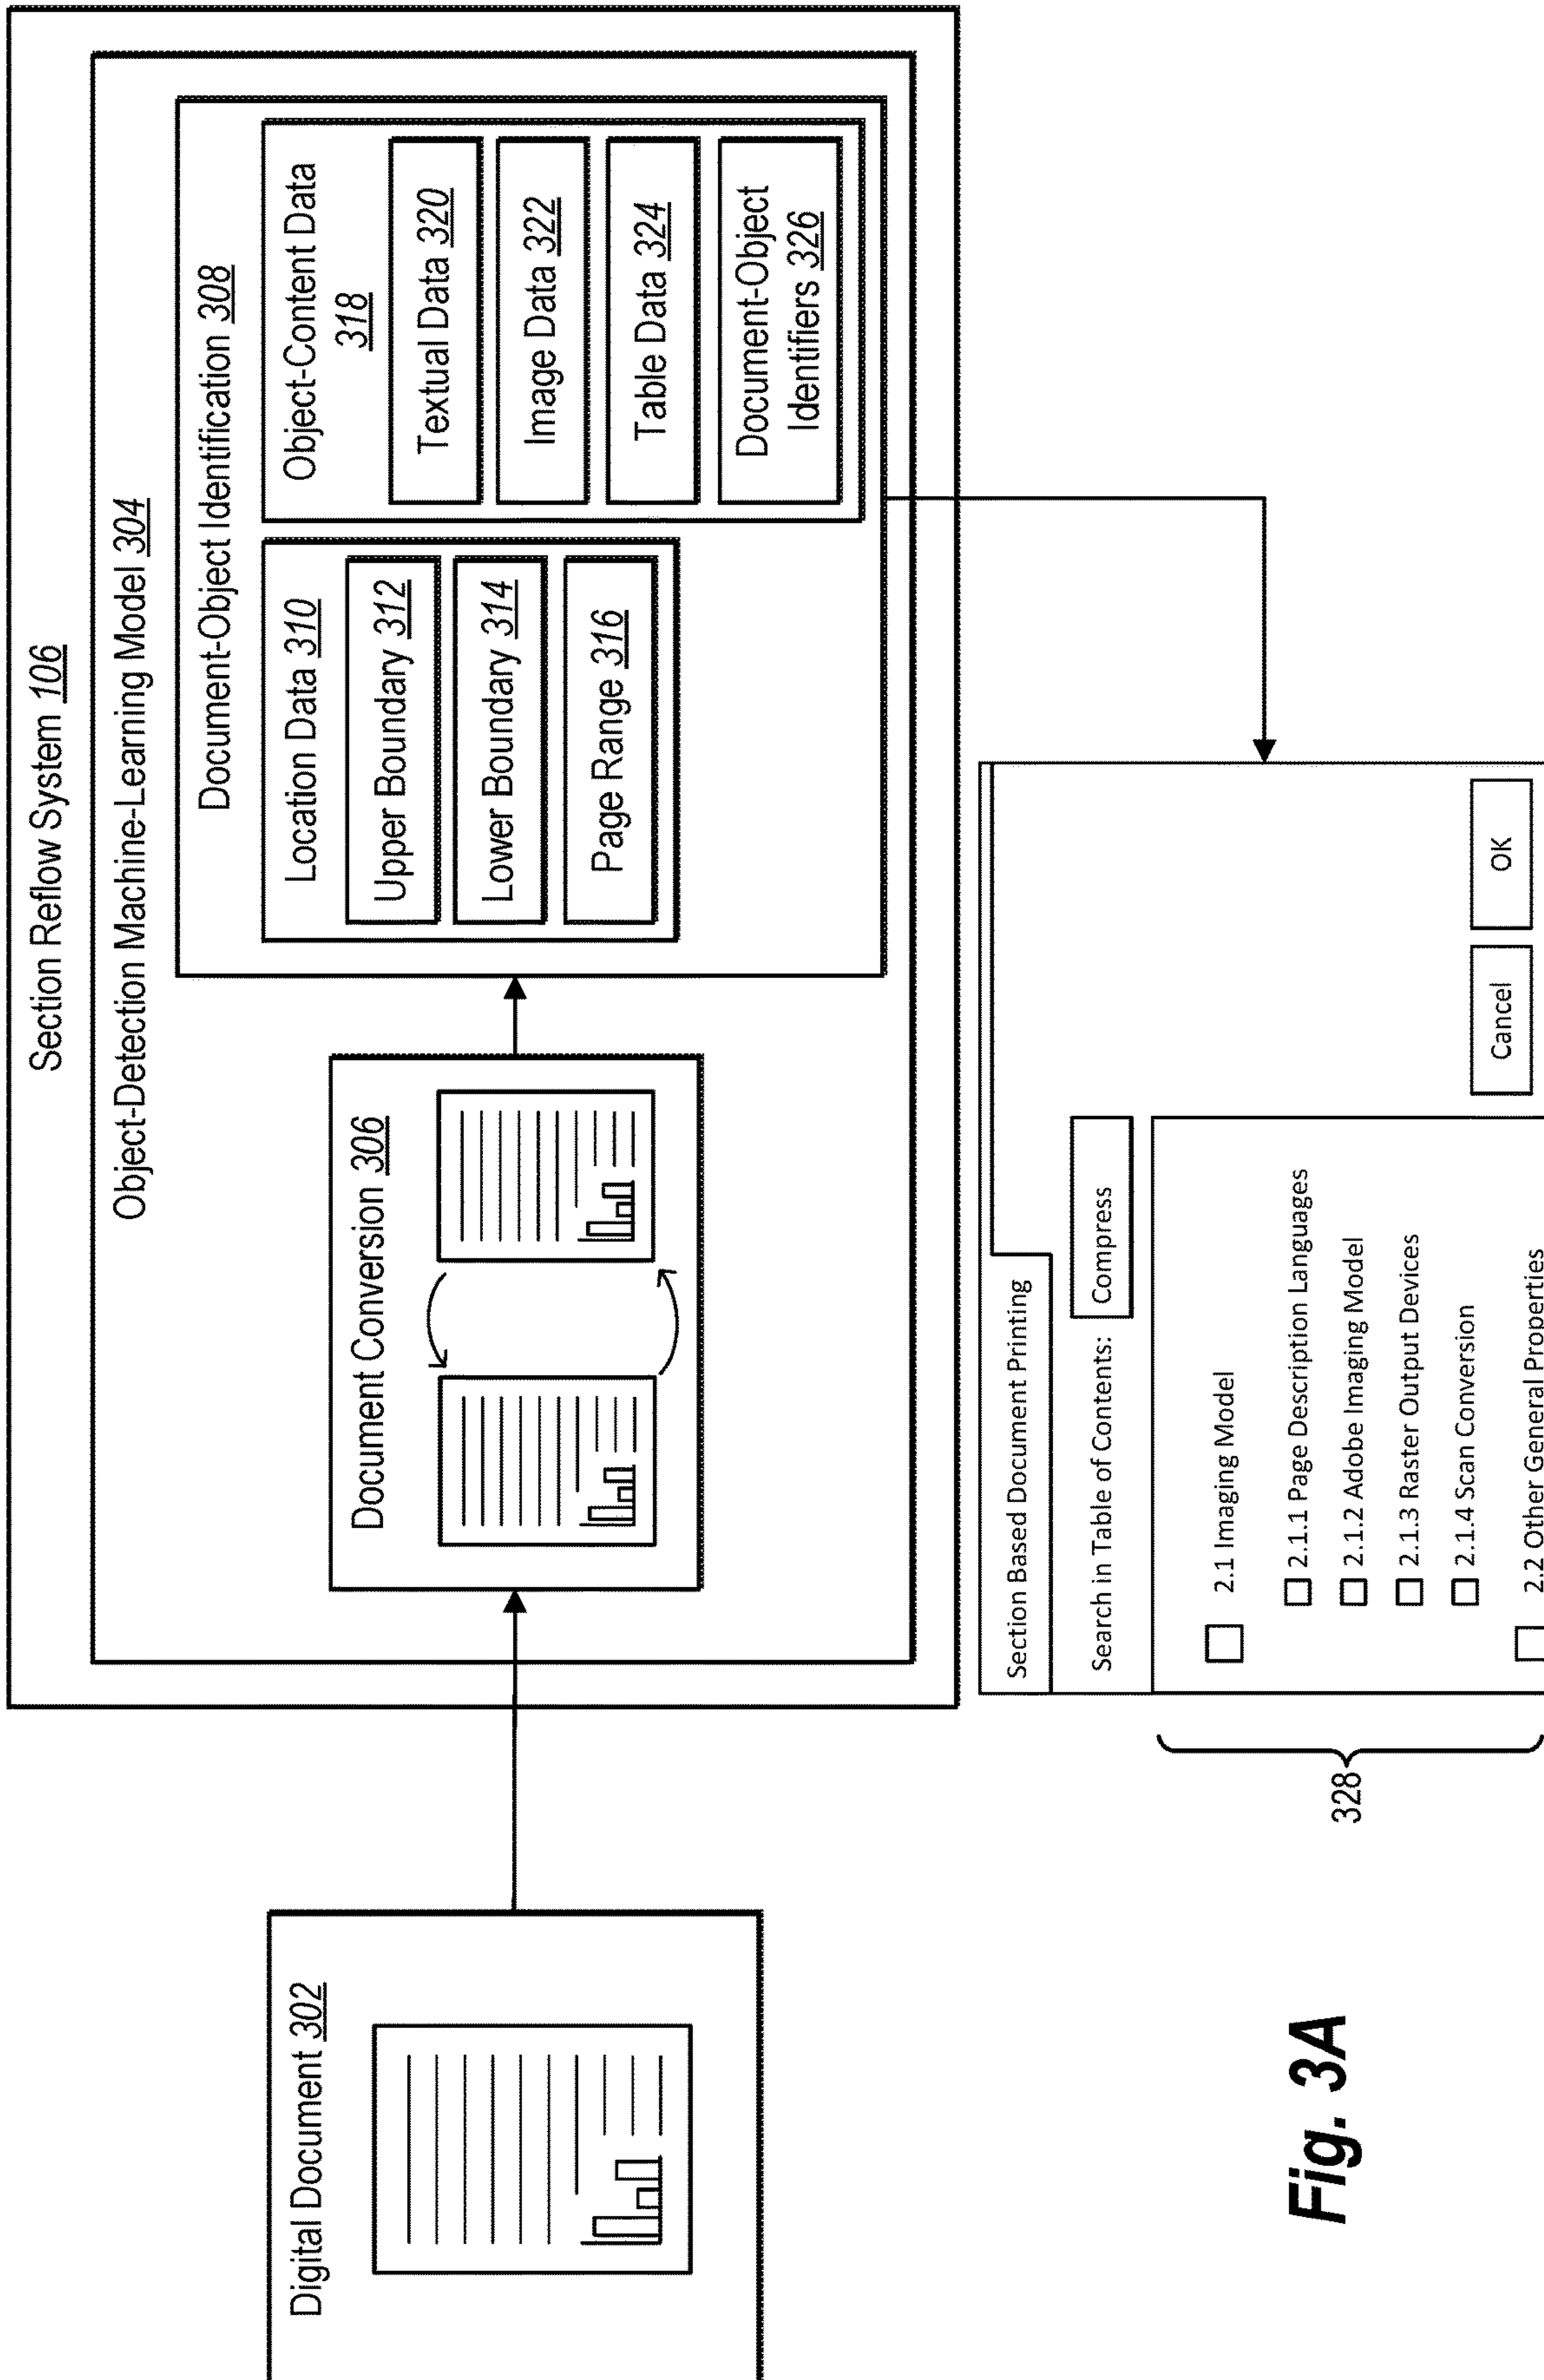 Section Reflow System 106
Object-Detection Machine-Learning Model 304
Digital Document 302
Document Conversion 306
Document-Object Identification 308
Location Data 310
Upper Boundary 312
Lower Boundary 314
Page Range 316
Object-Content Data
318
Textual Data 320
Image Data 322
Table Data 324
Document-Object
Identifiers 326
Section Based Document Printing
Search in Table of Contents: Compress
2.1 Imaging Model
2.1.1 Page Description Languages
2.1.2 Adobe Imaging Model
2.1.3 Raster Output Devices
2.1.4 Scan Conversion
2.2 Other General Properties
Cancel OK
328
Fig. 3A